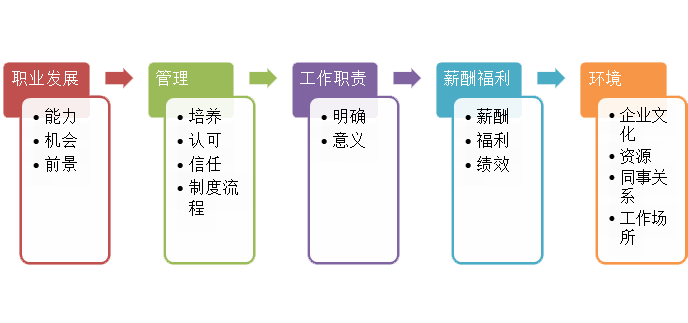 职业发展
• 能力
• 机会
• 前景
管理
• 培养
• 认可
• 信任
• 制度流
程
工作职责
• 明确
• 意义
薪酬福利
• 薪酬
• 福利
• 绩效
环境
• 企业文
化
• 资源
• 同事关
系
• 工作场
所